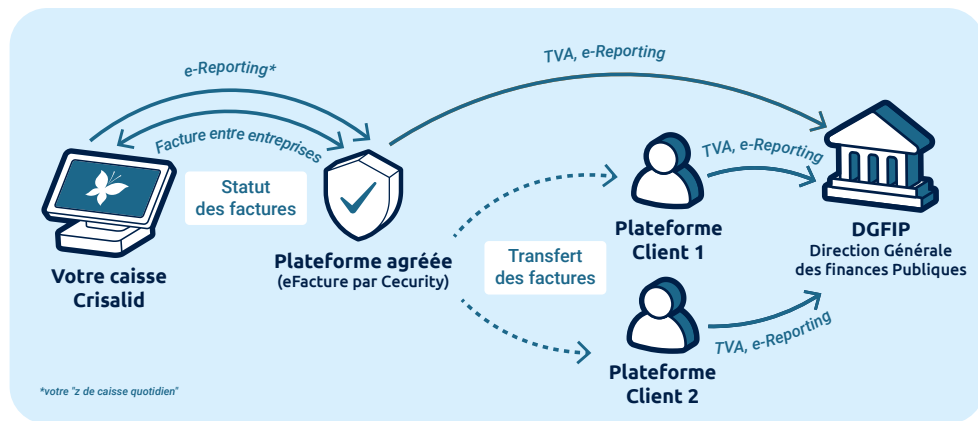 e-Reporting*
Facture entre entreprises
Statut
des factures
Votre caisse
Crisalid
Plateforme agréée
(eFacture par Cecurity)
TVA, e-Reporting
Transfert
des factures
Plateforme
Client 1
TVA, e-Reporting
Plateforme
Client 2
TVA, e-Reporting
DGFIP
Direction Générale
des finances Publiques
*votre "z de caisse quotidien"